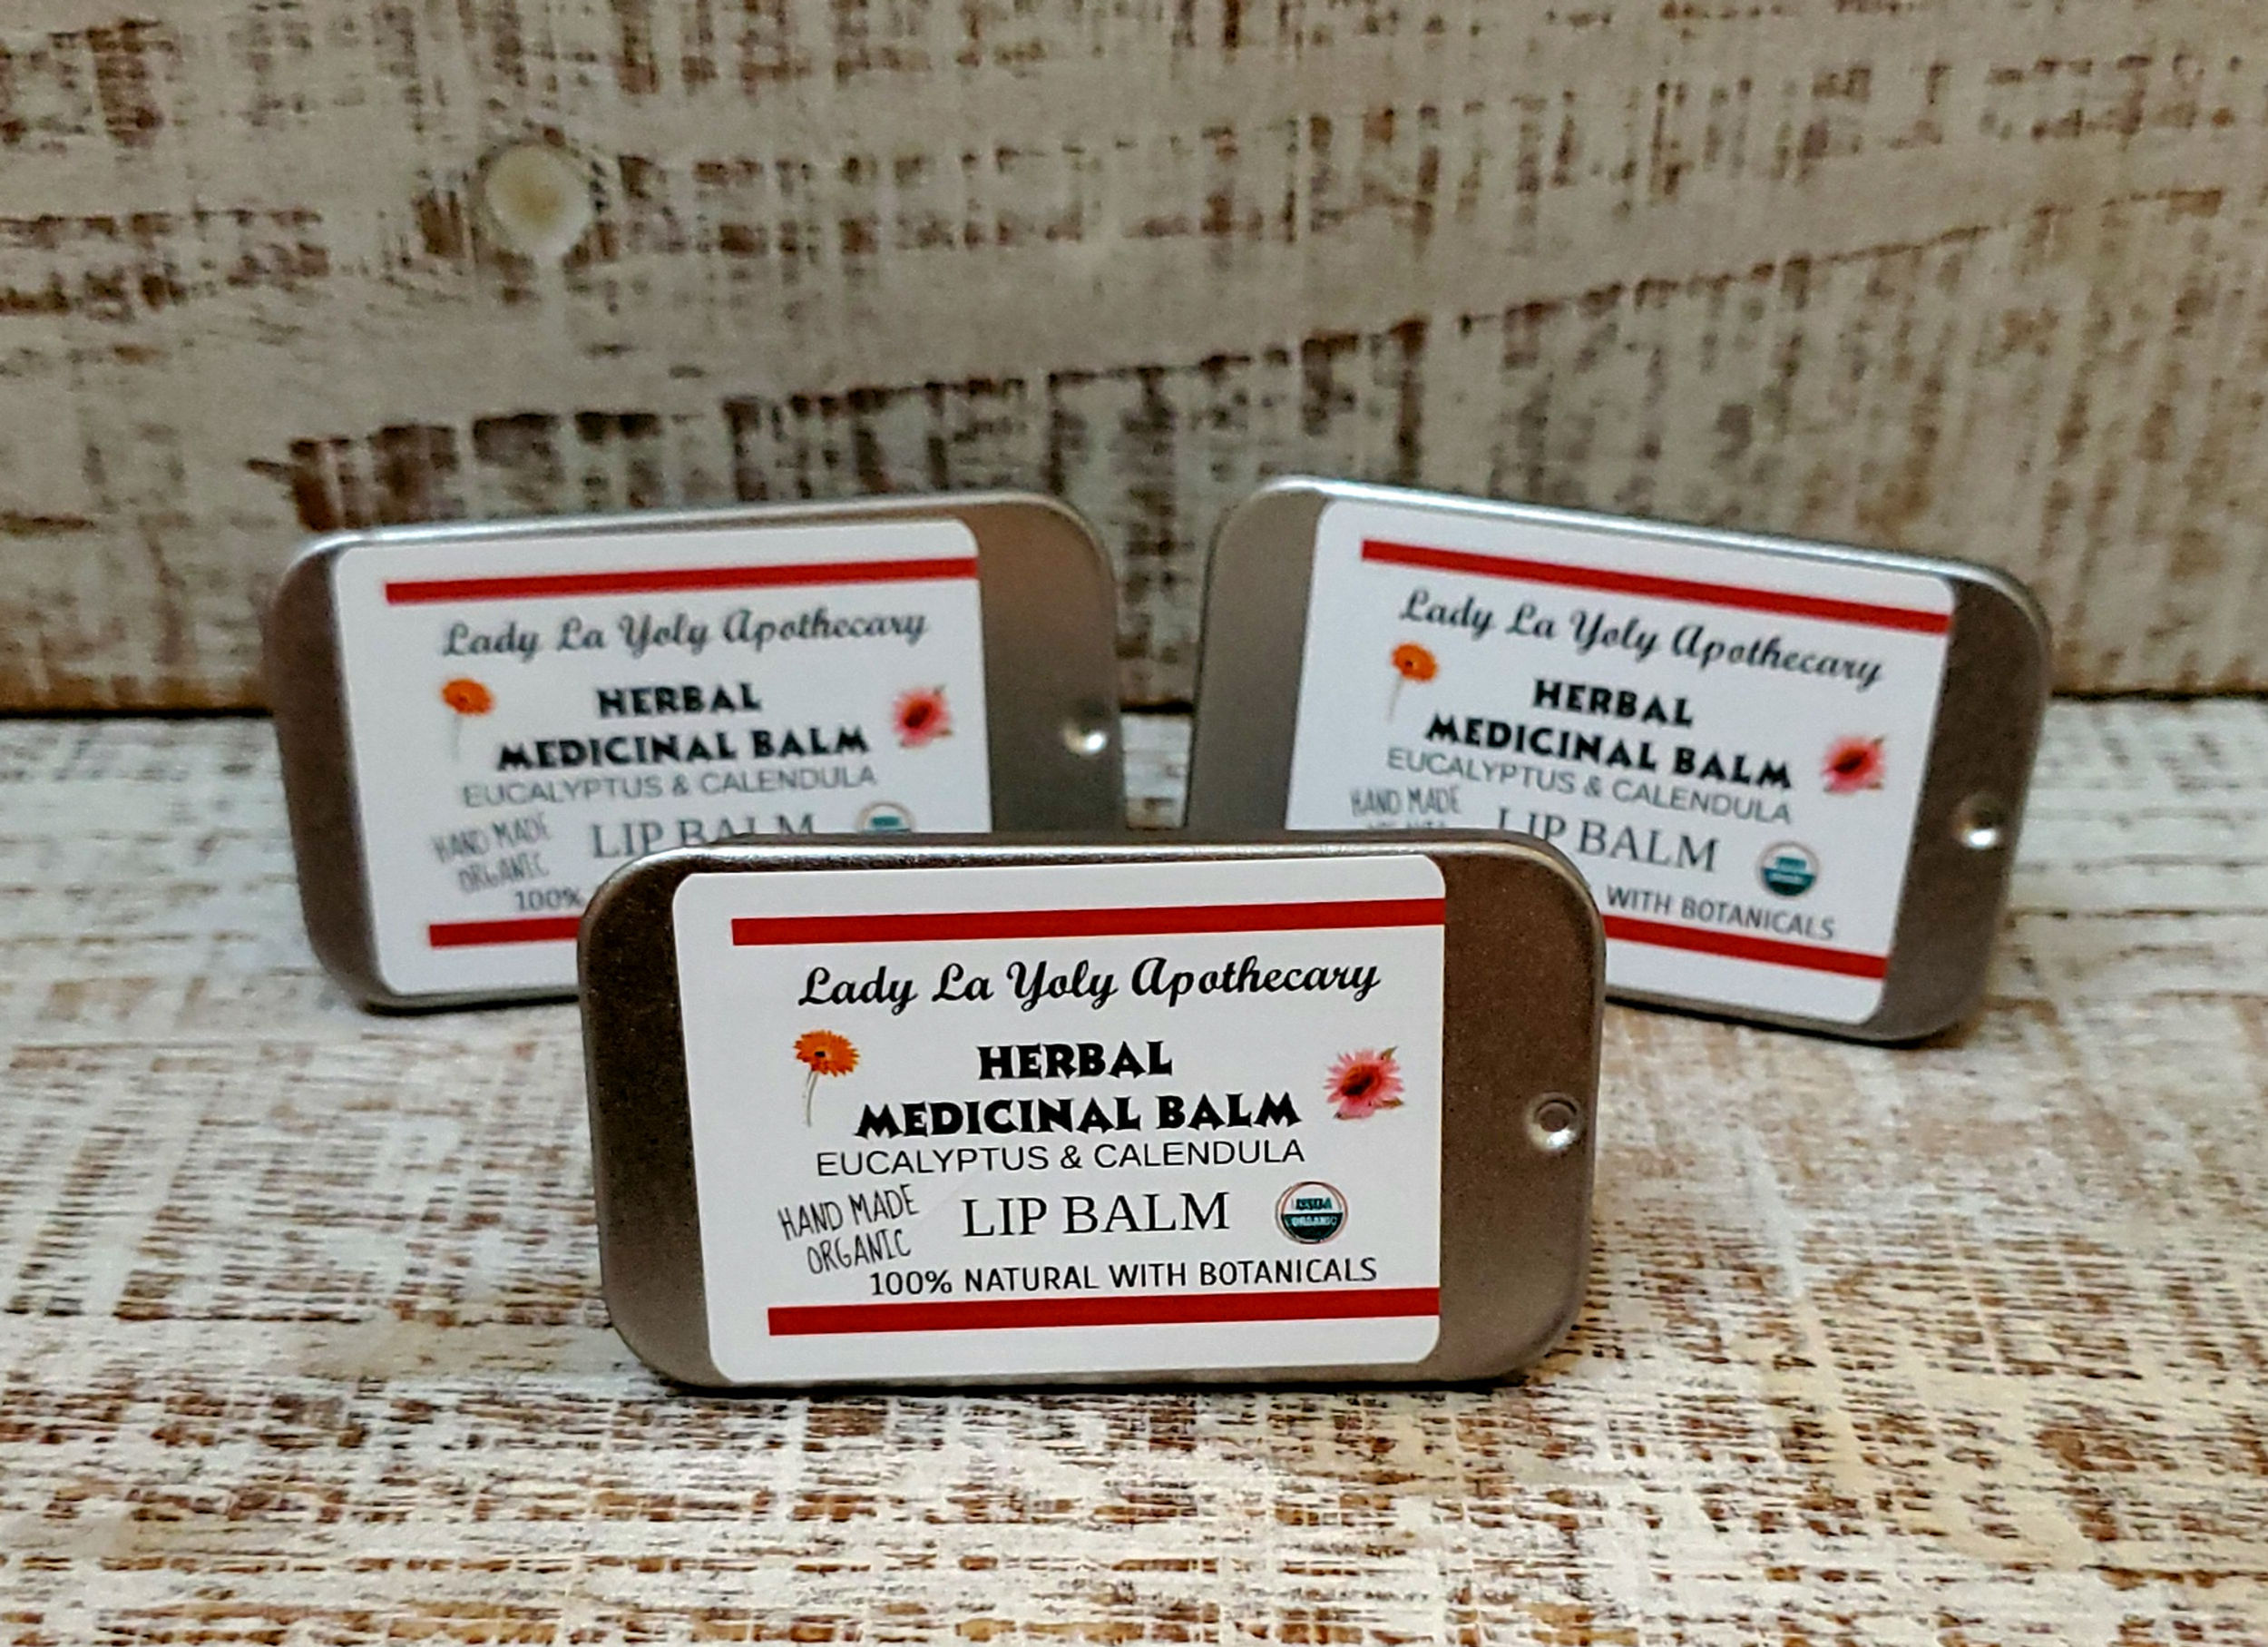 Lady La Yoly Apothecary
HERBAL
MEDICINAL BALM
EUCALYPTUS & CALENDULA
HAND MADE
ORGANIC
LIP BALM
100%
Lady La Yoly Apothecary
HERBAL
MEDICINAL BALM
EUCALYPTUS & CALENDULA
HAND MADE
LIP BALM
WITH BOTANICALS
Lady La Yoly Apothecary
HERBAL
MEDICINAL BALM
EUCALYPTUS & CALENDULA
HAND MADE
ORGANIC
LIP BALM
USDA
ORGANIC
100% NATURAL WITH BOTANICALS